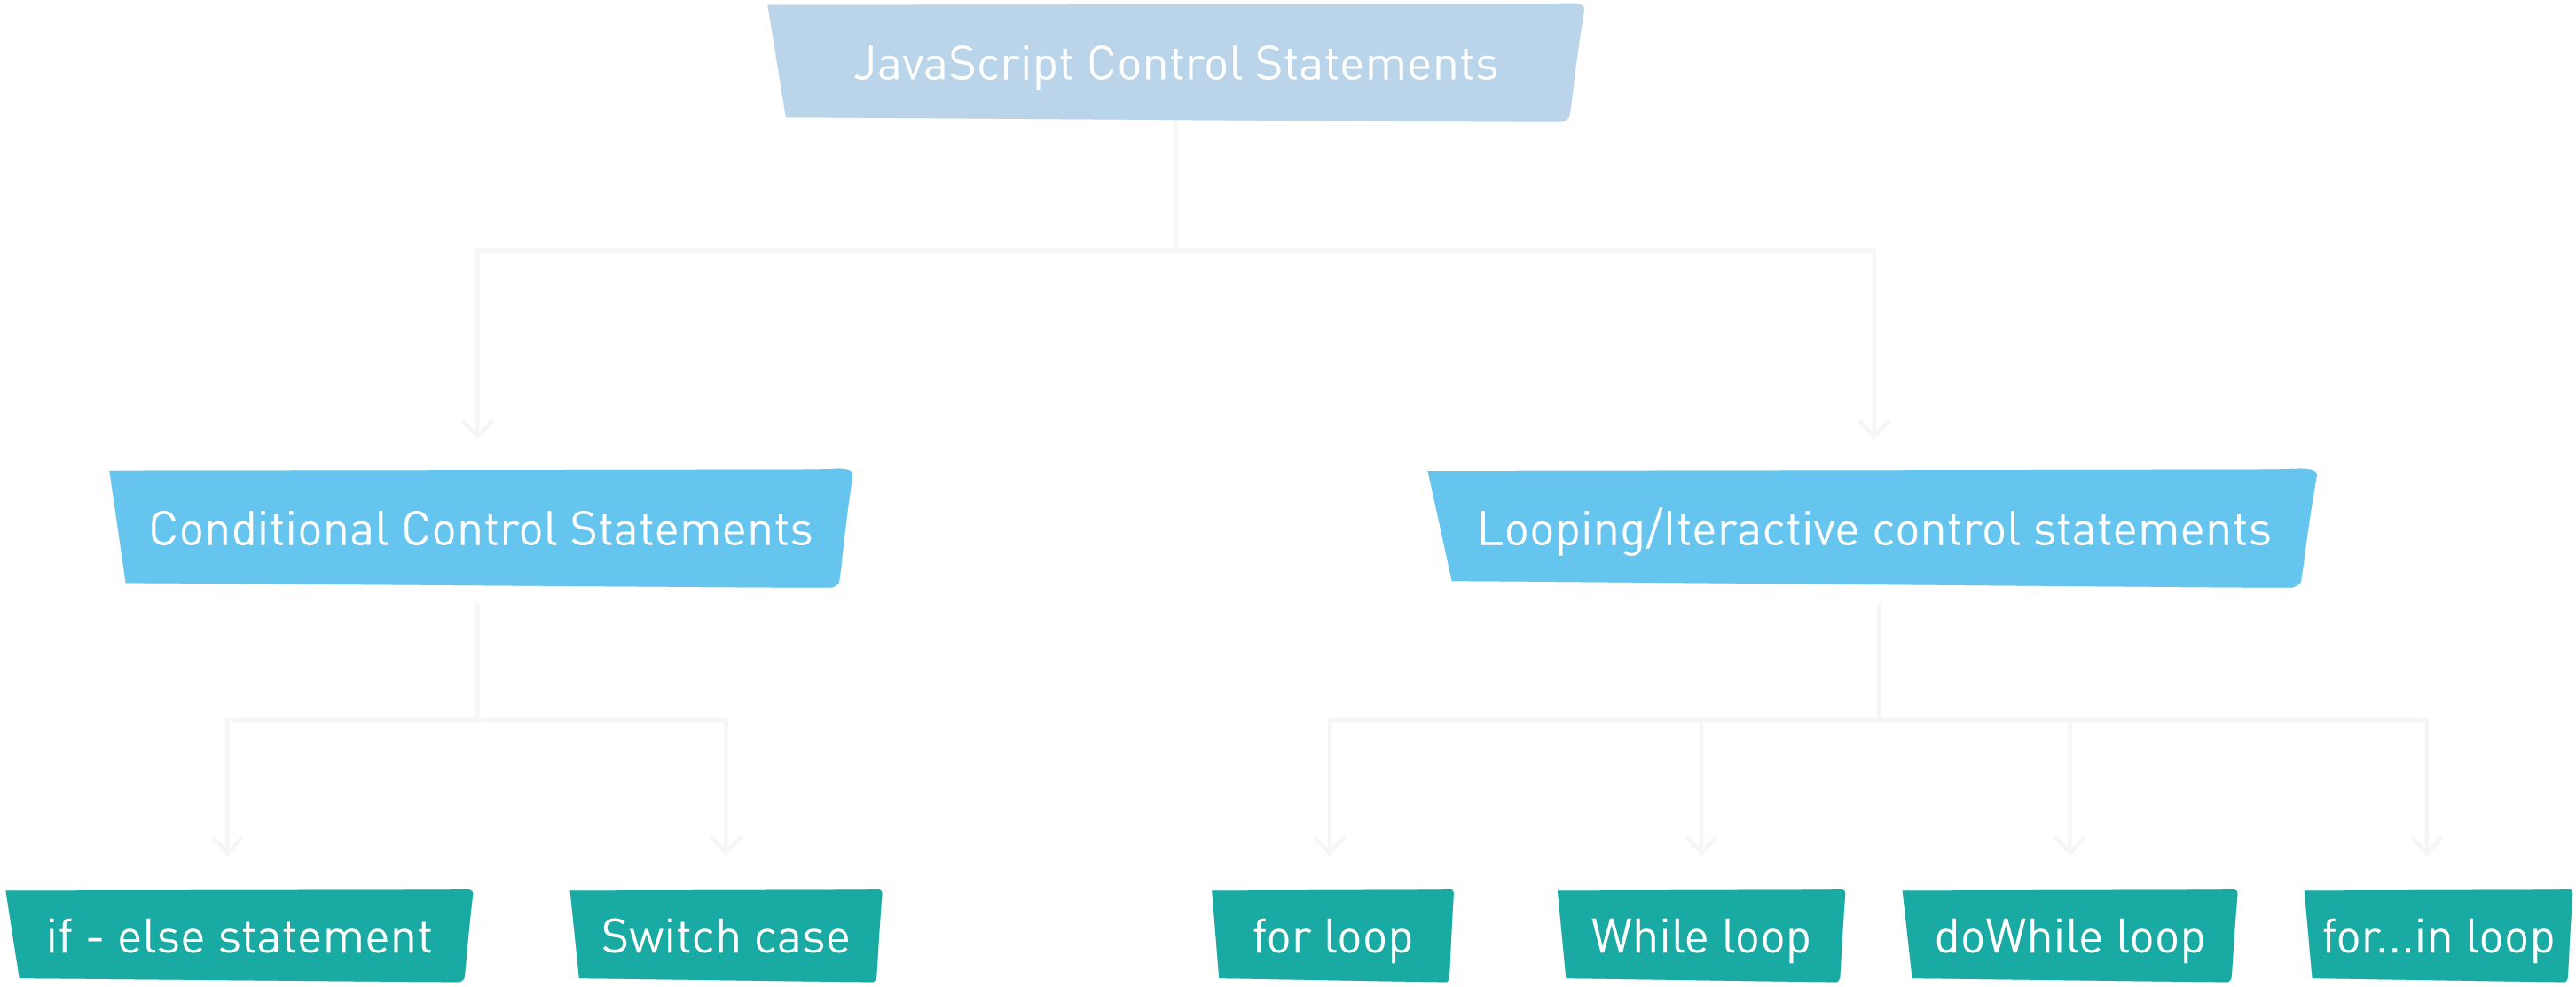 JavaScript Control Statements
Conditional Control Statements
Looping/Iteractive control statements
if - else statement
Switch case
for loop
While loop
doWhile loop
for...in loop